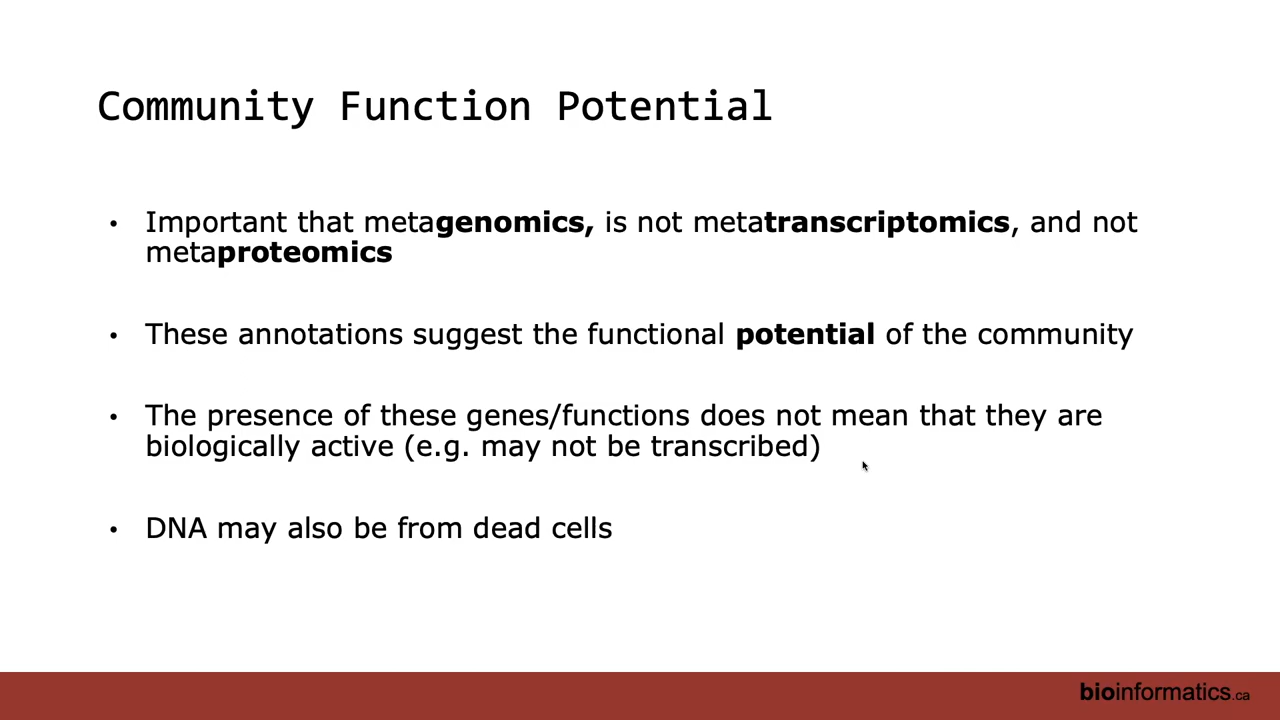 Community Function Potential
• Important that metagenomics, is not metatranscriptomics, and not
metaproteomics
• These annotations suggest the functional potential of the community
• The presence of these genes/functions does not mean that they are
biologically active (e.g. may not be transcribed)
• DNA may also be from dead cells
bioinformatics.ca